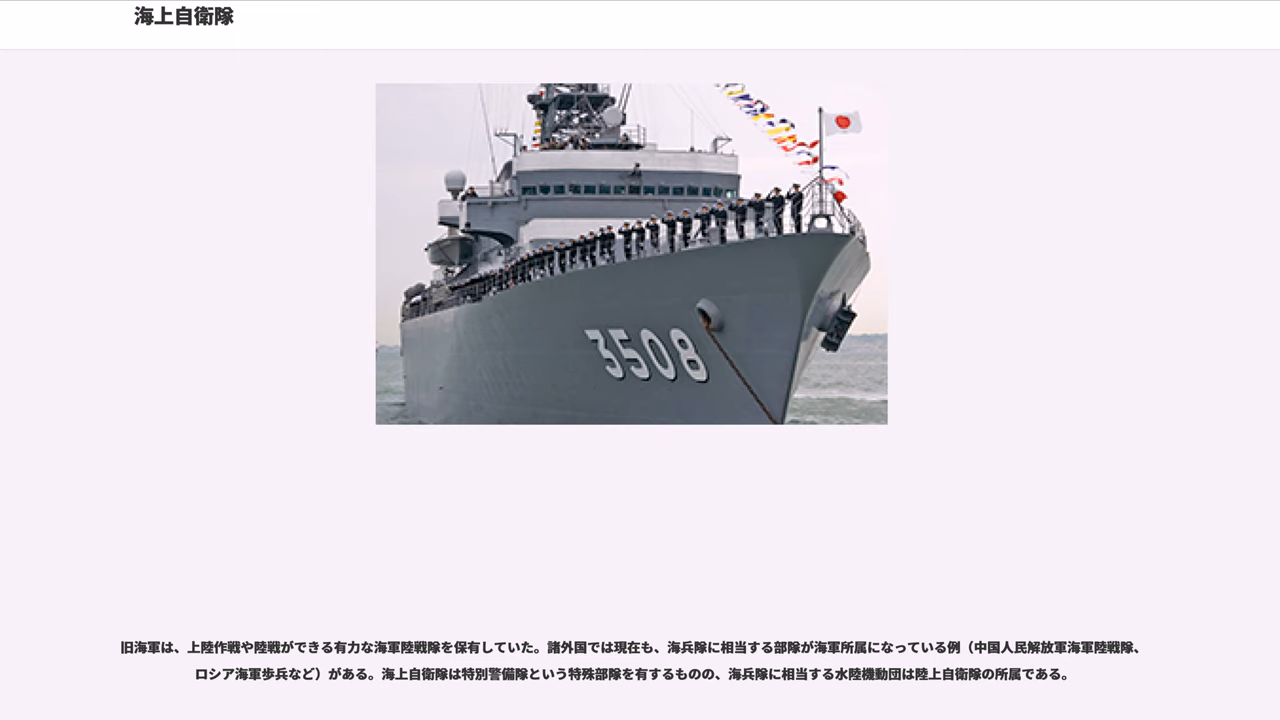 海上自衛隊
3508
旧海軍は、上陸作戦や陸戦ができる有力な海軍陸戦隊を保有していた。諸外国では現在も、海兵隊に相当する部隊が海軍所属になっている例（中国人民解放軍海軍陸戦隊、
ロシア海軍歩兵など）がある。海上自衛隊は特別警備隊という特殊部隊を有するものの、海兵隊に相当する水陸機動団は陸上自衛隊の所属である。